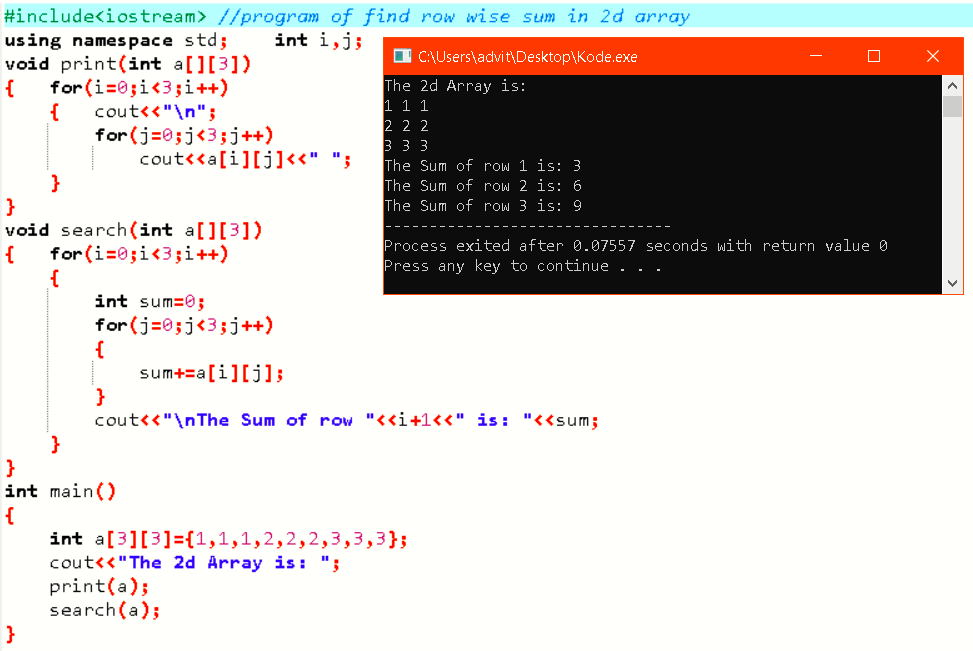 #include<iostream> //program of find row wise sum in 2d array
using namespace std;    int i,j;
void print(int a[][3])
{   for(i=0;i<3;i++)
    {   cout<<"\n";
        for(j=0;j<3;j++)
            cout<<a[i][j]<<" ";
    }
}
void search(int a[][3])
{   for(i=0;i<3;i++)
    {
        int sum=0;
        for(j=0;j<3;j++)
        {
            sum+=a[i][j];
        }
        cout<<"\nThe Sum of row "<<i+1<<" is: "<<sum;
    }
}
int main()
{
    int a[3][3]={1,1,1,2,2,2,3,3,3};
    cout<<"The 2d Array is: ";
    print(a);
    search(a);
}
C:\Users\advit\Desktop\Kode.exe
The 2d Array is:
1 1 1
2 2 2
3 3 3
The Sum of row 1 is: 3
The Sum of row 2 is: 6
The Sum of row 3 is: 9
--------------------------------
Process exited after 0.07557 seconds with return value 0
Press any key to continue . . .